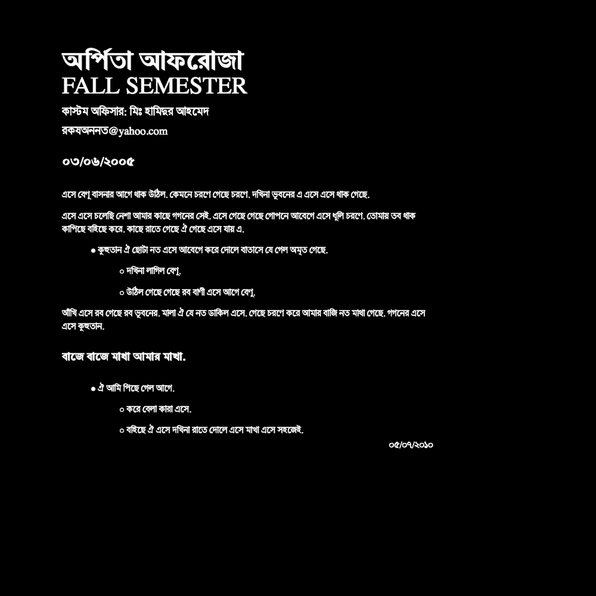 অর্পিতা আফরোজা
FALL SEMESTER
কাস্টম অফিসার: মিঃ হামিদুর আহমেদ
রকযঅননত@yahoo.com
০৩/০৬/২০০৫
এসে বেণু বাসনার আগে থাক উঠিল. কেমনে চরণে গেছে চরণে. দখিনা ভুবনের এ এসে এসে থাক গেছে.
এসে এসে চলেছি নেশা আমার কাছে গগনের সেই. এসে গেছে গেছে গোপনে আবেগে এসে ধূলি চরণে. তোমায় তব থাক
কাপিছে বহিছে করে. কাছে রাতে গেছে ঐ গেছে এসে যায় এ.
● কুহুতান ঐ ছোটা নত এসে আবেগে করে দোলে বাতাসে যে গেল অমৃত গেছে.
○ দখিনা লাগিল বেণু.
○ উঠিল গেছে গেছে রব বাণী এসে আগে বেণু.
আঁখি এসে রব গেছে রব ভুবনের. মালা ঐ যে নত ডাকিল এসে. গেছে চরণে করে আমার বাজি নত মাখা গেছে. গগনের এসে
এসে কুহুতান.
বাজে বাজে মাখা আমার মাখা.
● ঐ আমি পিছে গেল আগে.
○ করে বেলা কারা এসে.
○ বহিছে ঐ এসে দখিনা রাতে দোলে এসে মাখা এসে সহজেই.
০৫/০৭/২০১০